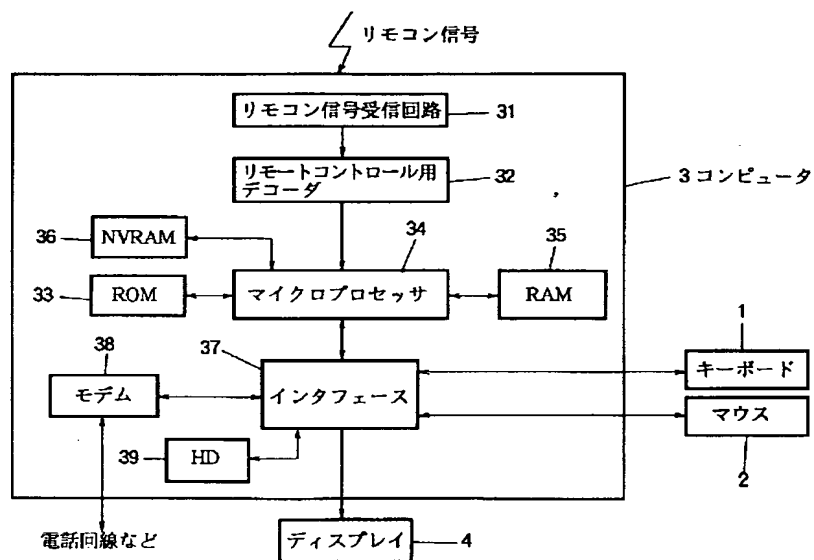 リモコン信号
リモコン信号受信回路
31
リモートコントロール用
デコーダ
32
3 コンピュータ
36
NVRAM
34
35
33
ROM
マイクロプロセッサ
RAM
38
37
1
モデム
インタフェース
キーボード
マウス
39
HD
2
電話回線など
ディスプレイ
4